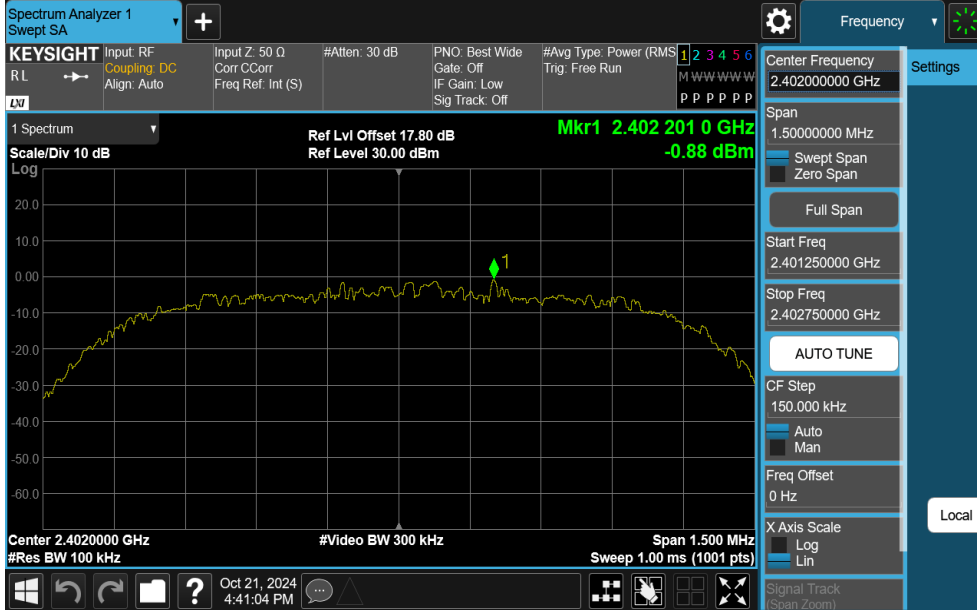 Spectrum Analyzer 1
Swept SA
+
Frequency
KEYSIGHT
R L
LXI
Input: RF
Coupling: DC
Align: Auto
Input Z: 50 Ω
Corr CCorr
Freq Ref: Int (S)
#Atten: 30 dB
PNO: Best Wide
Gate: Off
IF Gain: Low
Sig Track: Off
#Avg Type: Power (RMS
Trig: Free Run
1 2 3 4 5 6
M W W W W W
P P P P P P
1 Spectrum
Scale/Div 10 dB
Log
Ref Lvl Offset 17.80 dB
Ref Level 30.00 dBm
Mkr1 2.402 201 0 GHz
-0.88 dBm
20.0
10.0
0.00
-10.0
-20.0
-30.0
-40.0
-50.0
-60.0
1
Center 2.4020000 GHz
#Res BW 100 kHz
#Video BW 300 kHz
Span 1.500 MHz
Sweep 1.00 ms (1001 pts)
?
Oct 21, 2024
4:41:04 PM
Center Frequency
2.402000000 GHz
Span
1.50000000 MHz
Swept Span
Zero Span
Full Span
Start Freq
2.401250000 GHz
Stop Freq
2.402750000 GHz
AUTO TUNE
CF Step
150.000 kHz
Auto
Man
Freq Offset
0 Hz
X Axis Scale
Log
Lin
Signal Track
(Span Zoom)
Settings
Local